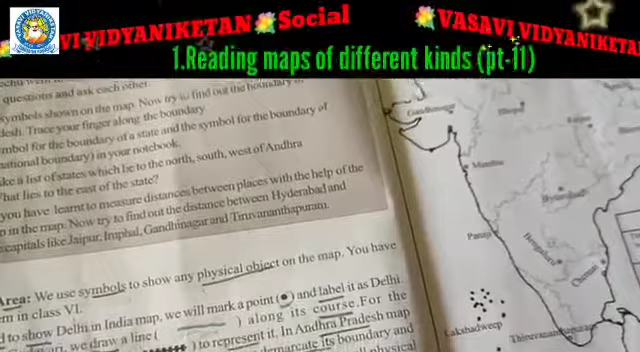 VI-VIDYANIKETAN Social VASAVI VIDYANIKETA
1.Reading maps of different kinds (pt-11)
questions and ask each other.
symbols shown on the map. Now try to find out the boundary of
desh. Trace your finger along the boundary
mbol for the boundary of a state and the symbol for the boundary of
national boundary) in your notebook.
ke a list of states which lie to the north, south, west of Andhra
hat lies to the east of the state?
you have learnt to measure distances between places with the help of the
p in the map. Now try to find out the distance between Hyderabad and
capitals like Jaipur, Imphal, Gandhinagar and Tiruvananthapuram.
Area: We use symbols to show any physical object on the map. You have
em in class VI.
d to show Delhi in India map, we will mark a point ( ) and label it as Delhi.
we draw a line ( ) along its course.For the
) to represent it. In Andhra Pradesh map
demarcate its boundary and
physical
Gandhinagar
Bhopal
Mumbai
Hyderabad
Panaji
Bengaluru
Chennai
Lakshadweep
Thiruvananthapuram